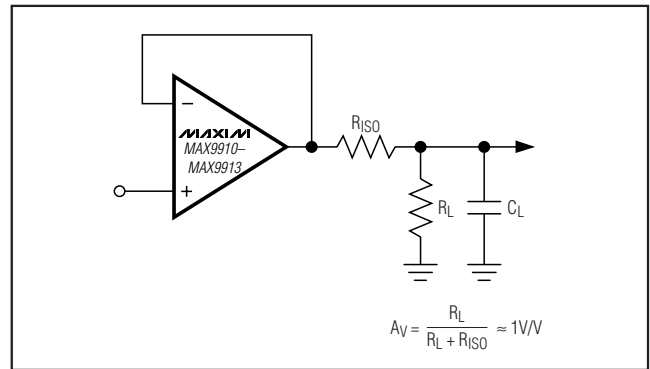 −
MAXIM
MAX9910–
MAX9913
+
RISO
RL
CL
AV = RL / RL + RISO ≈ 1V/V